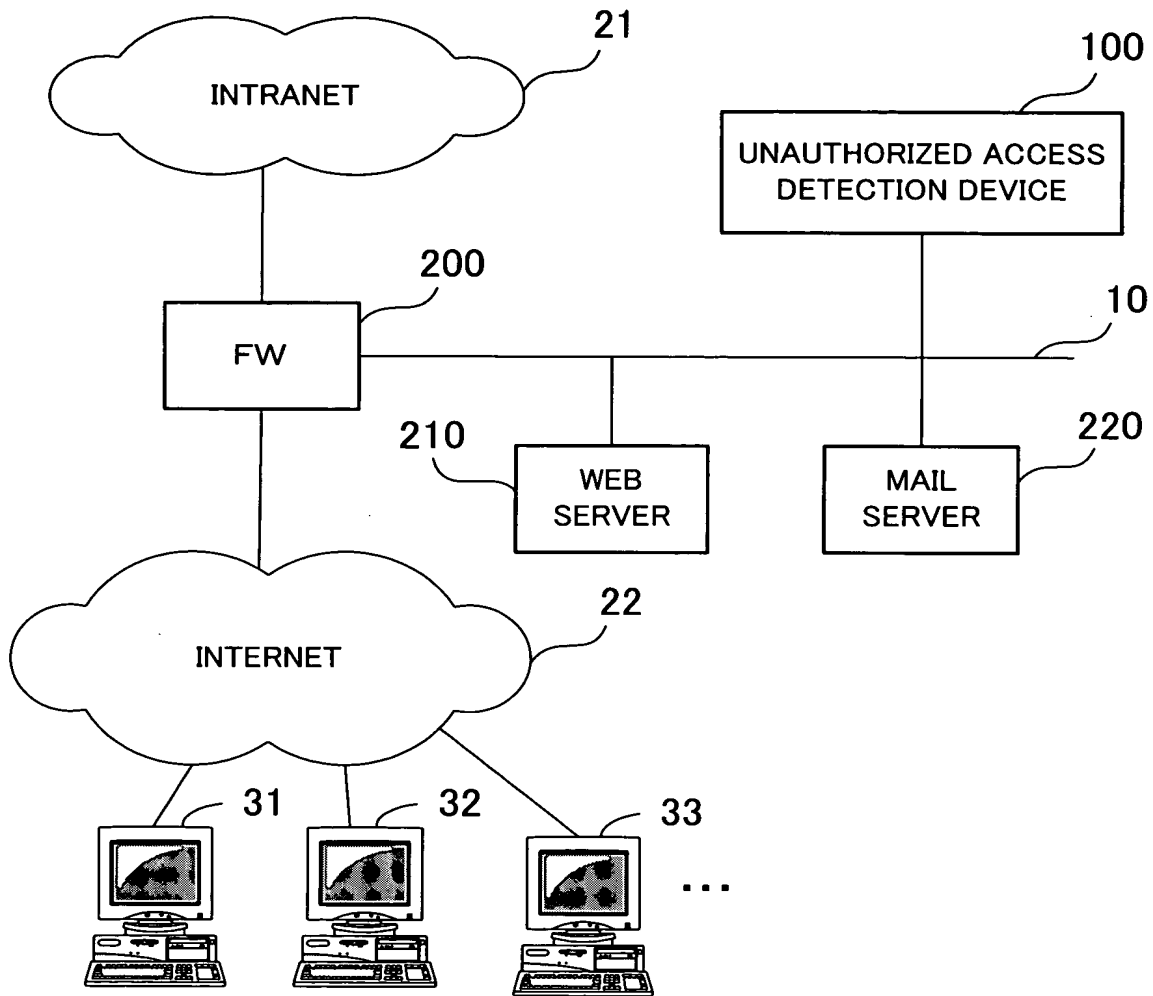 21
INTRANET
100
UNAUTHORIZED ACCESS
DETECTION DEVICE
200
FW
10
210
WEB
SERVER
220
MAIL
SERVER
22
INTERNET
31
32
33
...